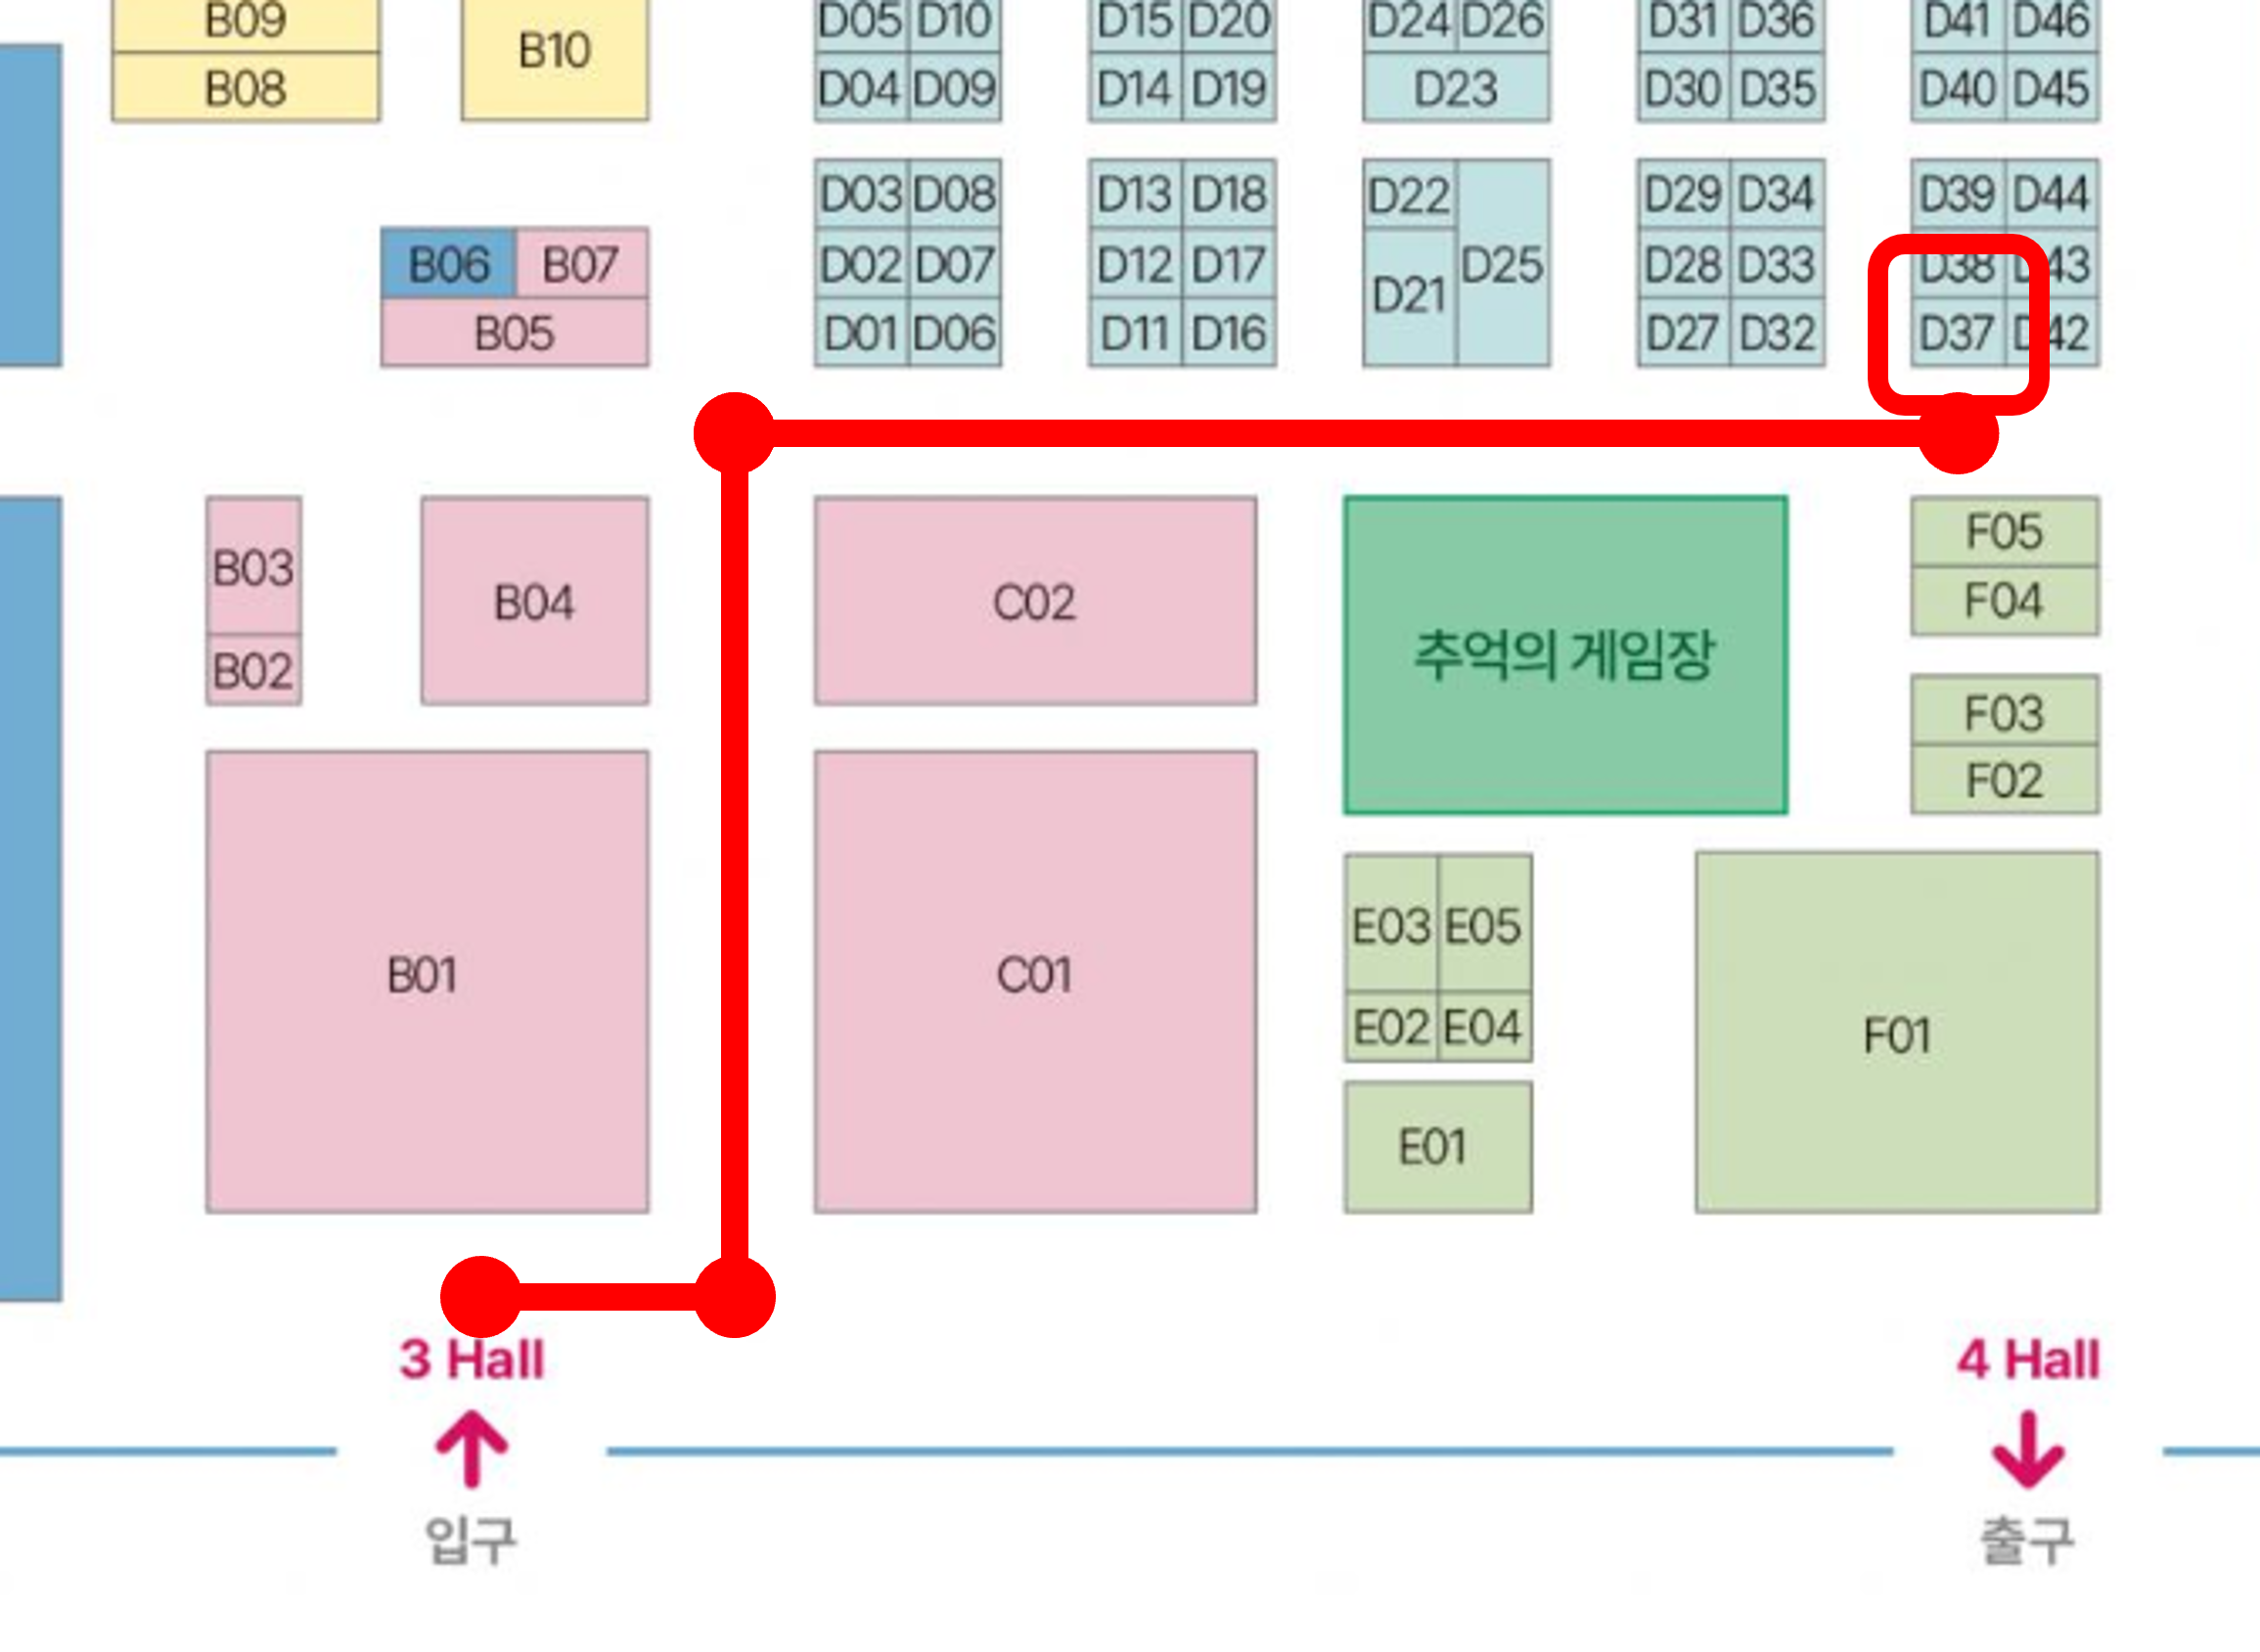 B09 B10 D05 D10 D15 D20 D24 D26 D31 D36 D41 D46
B08 D04 D09 D14 D19 D23 D30 D35 D40 D45
D03 D08 D13 D18 D22 D29 D34 D39 D44
B06 B07 D02 D07 D12 D17 D21 D25 D28 D33 D38 D43
B05 D01 D06 D11 D16 D27 D32 D37 D42
B03 B04 C02 추억의 게임장 F05
F04
B02 F03
F02
B01 C01 E03 E05 F01
E02 E04
E01
3 Hall 4 Hall
입구 출구